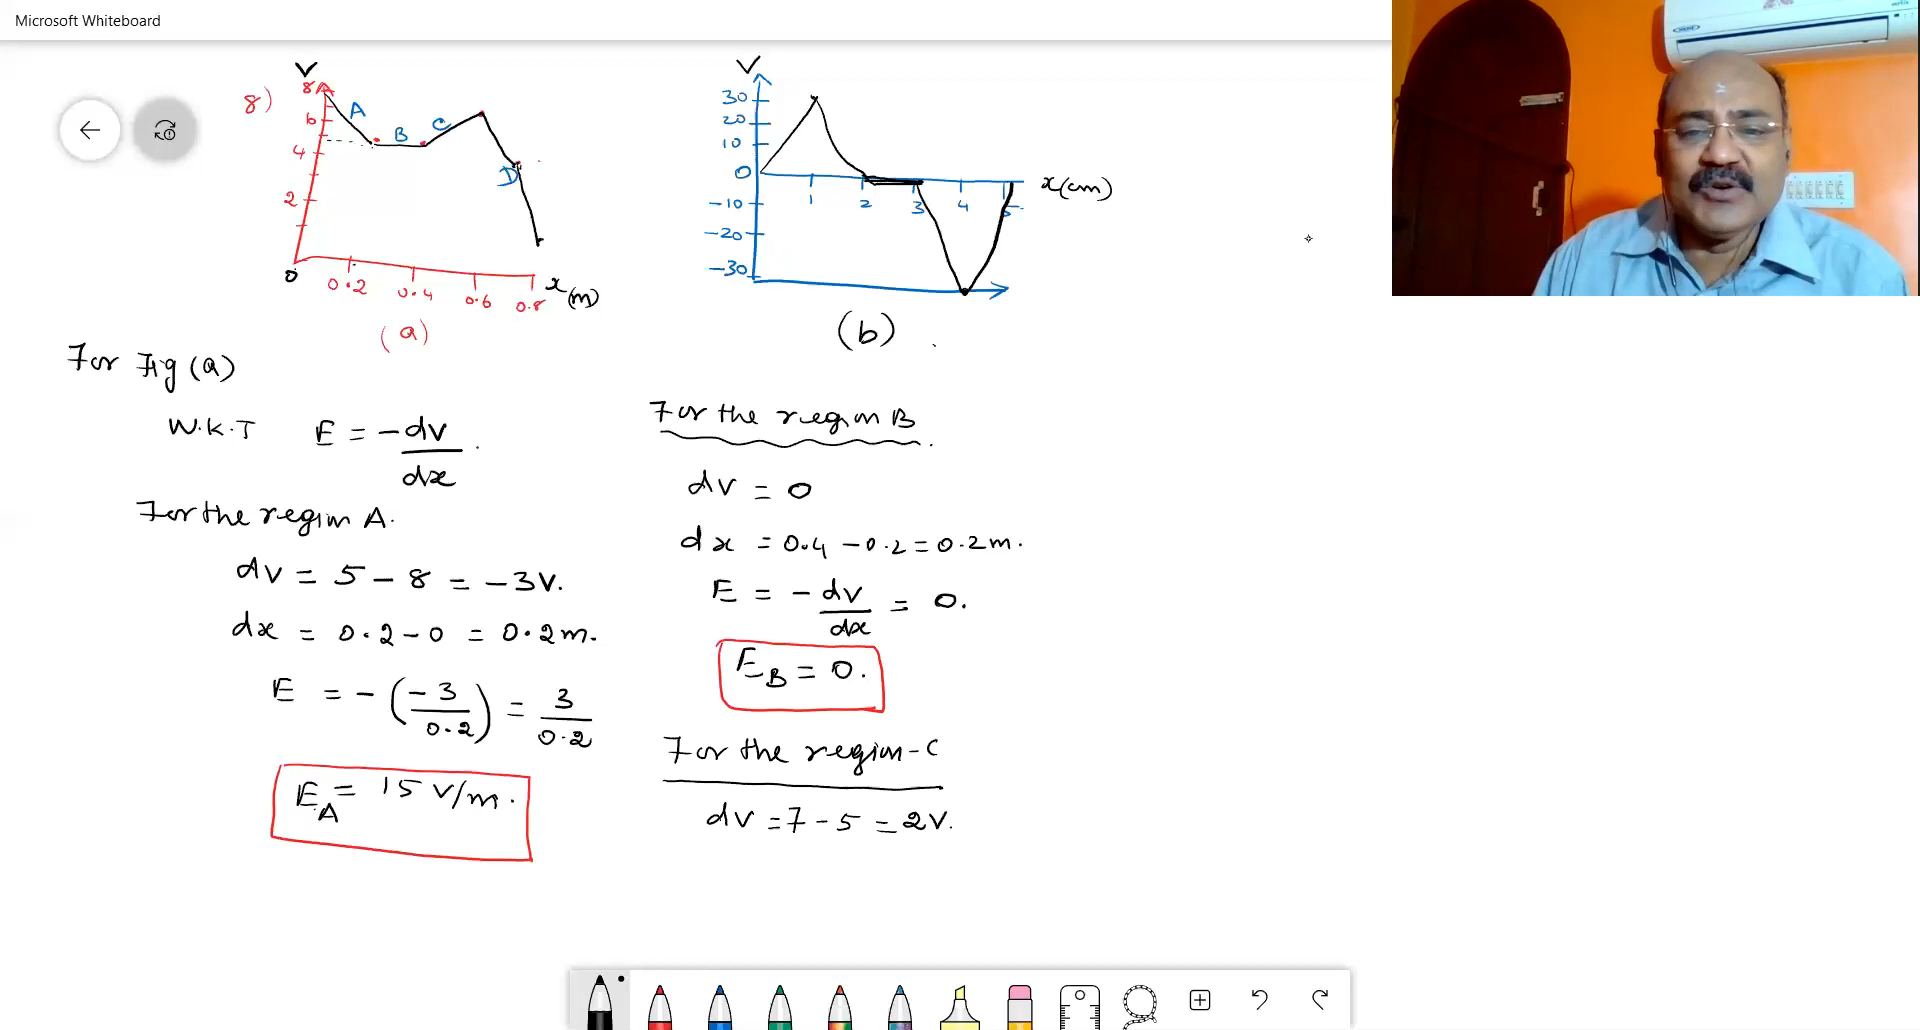 Microsoft Whiteboard
8)
V
8
6
4
2
0
A
B
C
D
0.2
0.4
0.6
0.8
x(m)
(a)
V
30
20
10
0
-10
-20
-30
1
2
3
4
5
x(cm)
(b)
For Fig (a)
W.K.T E = -dV/dx
For the region A.
dV = 5 - 8 = -3V.
dx = 0.2 - 0 = 0.2m.
E = -(-3/0.2) = 3/0.2
E_A = 15 V/m.
For the region B
dV = 0
dx = 0.4 - 0.2 = 0.2m.
E = -dV/dx = 0.
E_B = 0.
For the region - C
dV = 7 - 5 = 2V.